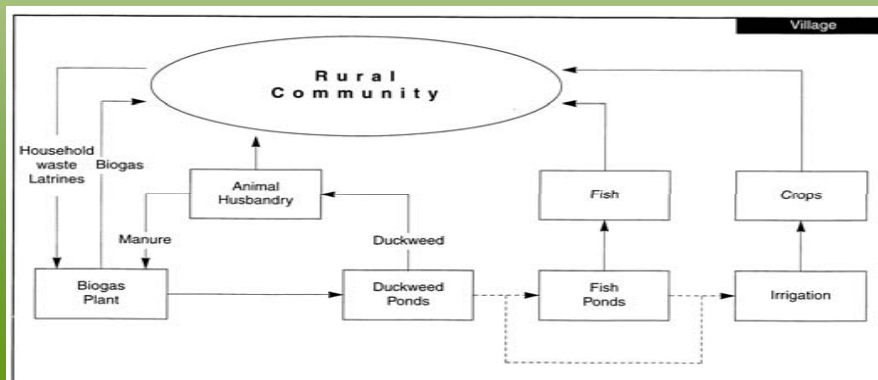 Village
Rural
Community
Household
waste
Latrines
Biogas
Animal
Husbandry
Fish
Crops
Manure
Duckweed
Biogas
Plant
Duckweed
Ponds
Fish
Ponds
Irrigation